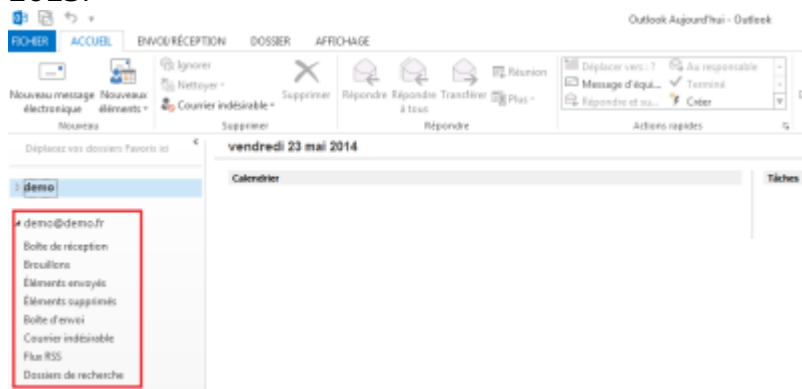 2013.
Outlook Aujourd'hui - Outlook
FICHIER ACCUEIL ENVOI/RÉCEPTION DOSSIER AFFICHAGE
Nouveau message électronique
Nouveaux éléments
Nouveau
Ignorer
Nettoyer
Courrier indésirable
Supprimer
Supprimer
Répondre
Répondre à tous
Transférer
Réunion
Plus
Répondre
Déplacer vers : ?
Message d'équi...
Répondre et su...
Au responsable
Terminé
Créer
Actions rapides
Déplacez vos dossiers Favoris ici
vendredi 23 mai 2014
demo
Calendrier
Tâches
demo@demo.fr
Boîte de réception
Brouillons
Éléments envoyés
Éléments supprimés
Boîte d'envoi
Courrier indésirable
Flux RSS
Dossiers de recherche